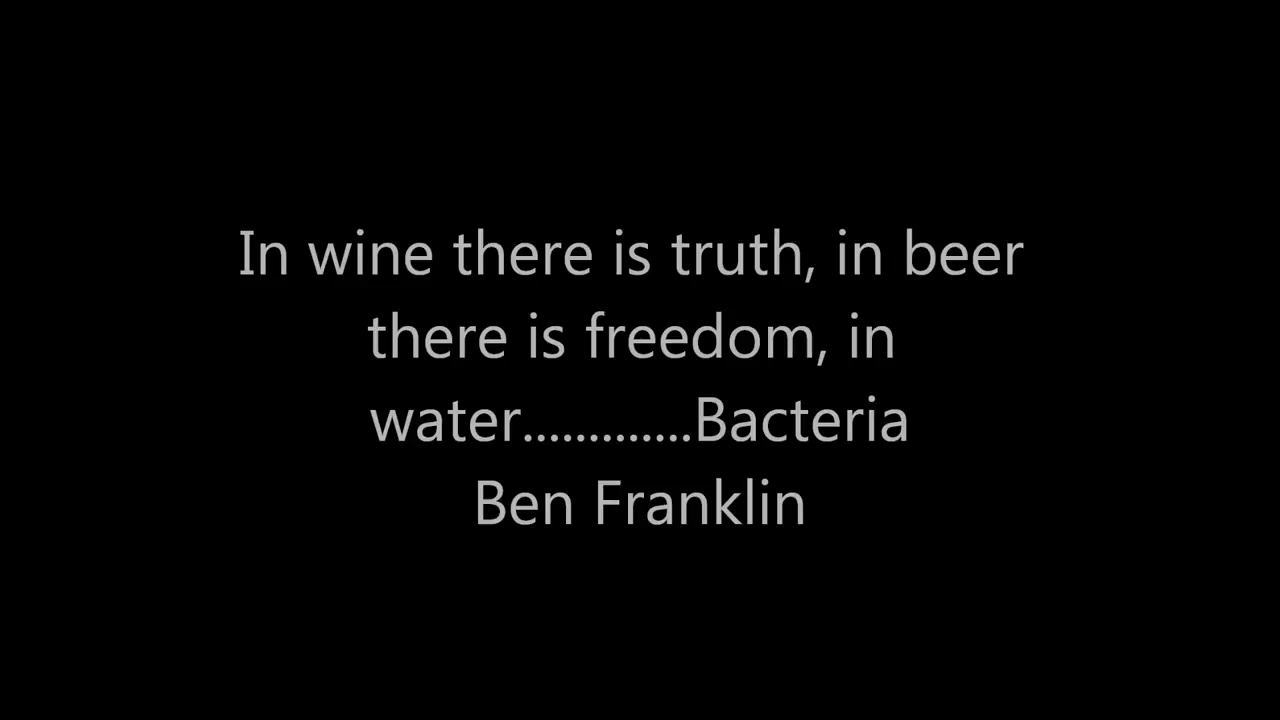 In wine there is truth, in beer
there is freedom, in
water.............Bacteria
Ben Franklin